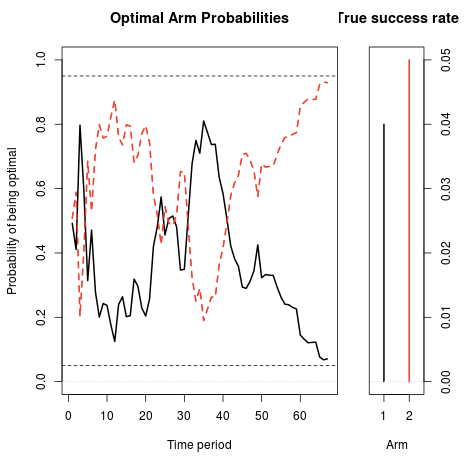 Optimal Arm Probabilities
True success rate
Probability of being optimal
1.0
0.8
0.6
0.4
0.2
0.0
0 10 20 30 40 50 60
Time period
0.05
0.04
0.03
0.02
0.01
0.00
1 2
Arm